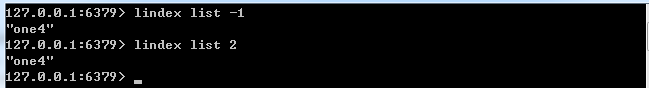 127.0.0.1:6379> lindex list -1
"one4"
127.0.0.1:6379> lindex list 2
"one4"
127.0.0.1:6379> _